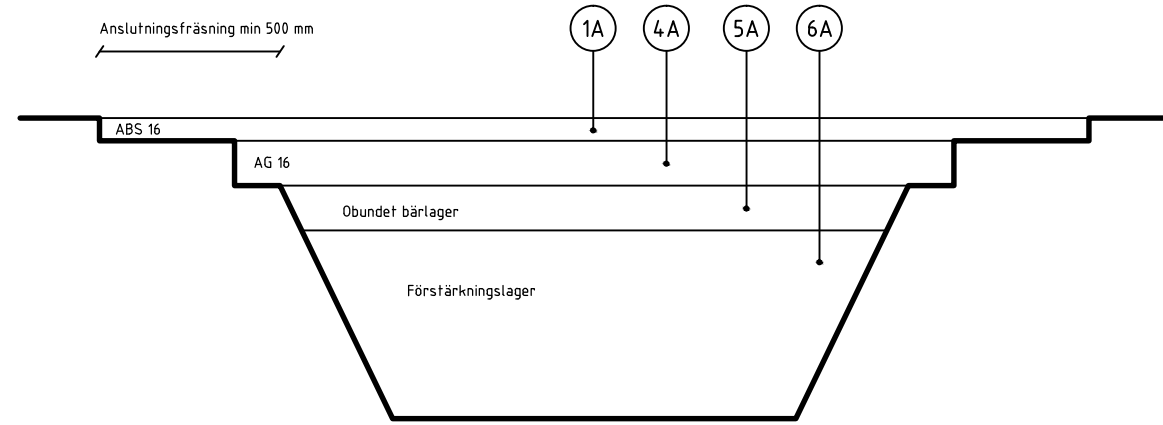 Anslutningsfräsning min 500 mm
1A
4A
5A
6A
ABS 16
AG 16
Obundet bärlager
Förstärkningslager